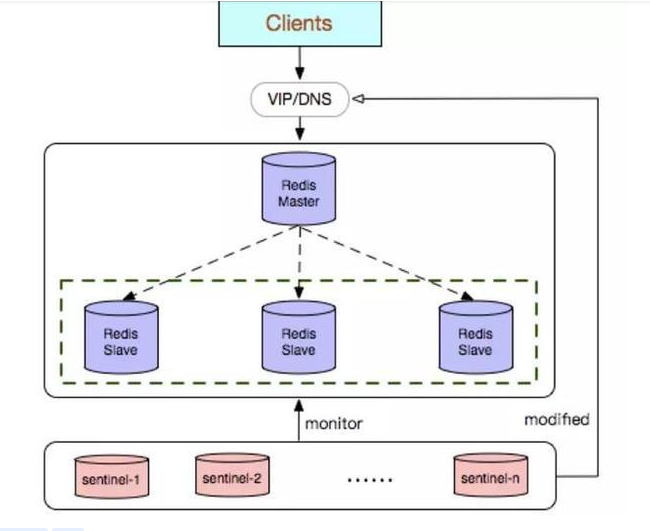 Clients
VIP/DNS
Redis
Master
Redis
Slave
Redis
Slave
Redis
Slave
monitor
modified
sentinel-1
sentinel-2
......
sentinel-n